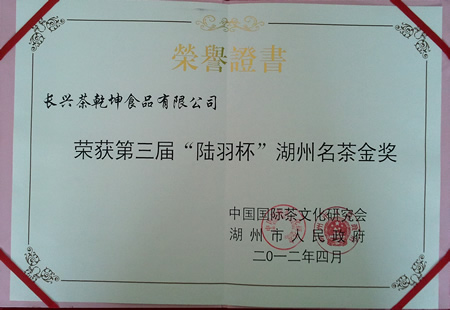 榮譽證書
长兴茶乾坤食品有限公司
荣获第三届“陆羽杯”湖州名茶金奖
中国国际茶文化研究会
湖州市人民政府
二〇一二年四月